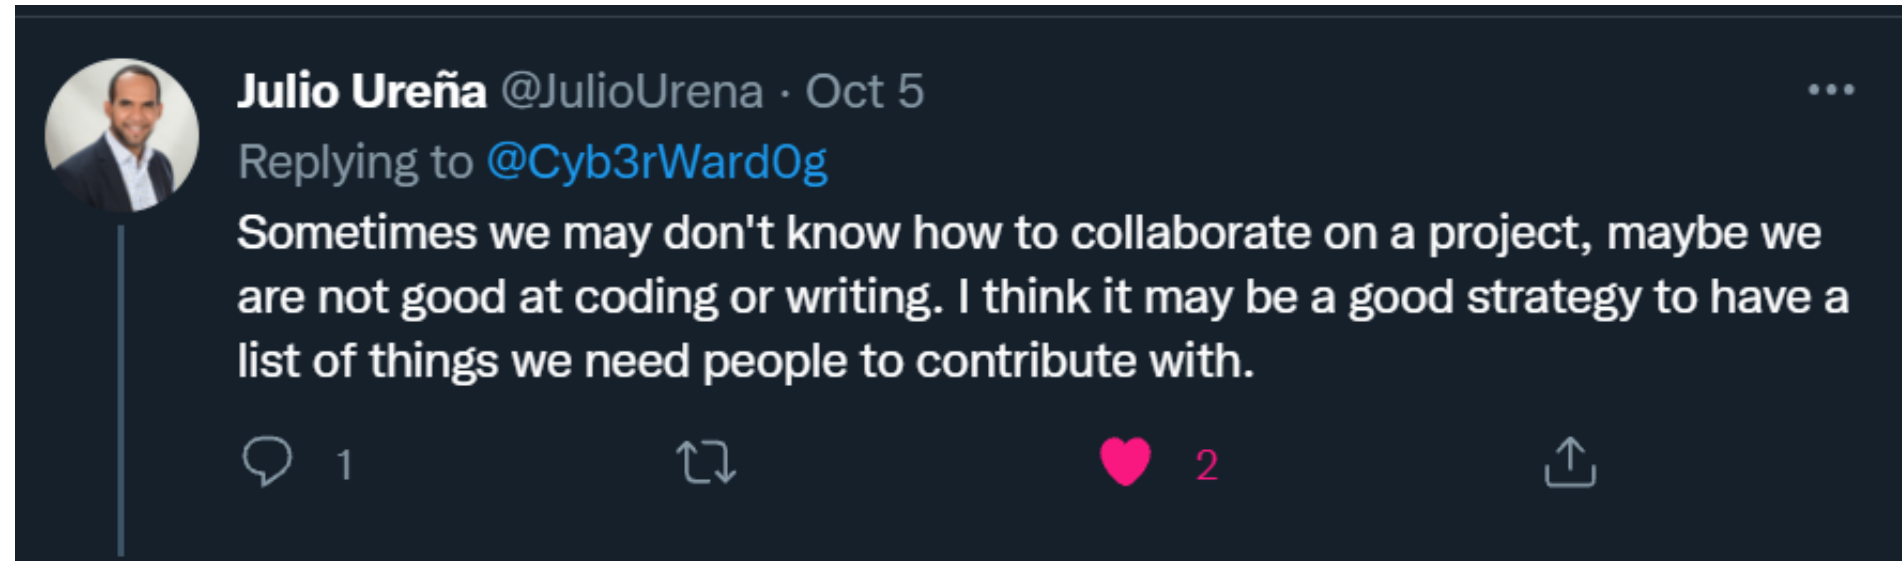 Julio Ureña @JulioUrena · Oct 5
Replying to @Cyb3rWard0g
Sometimes we may don't know how to collaborate on a project, maybe we
are not good at coding or writing. I think it may be a good strategy to have a
list of things we need people to contribute with.
1 2